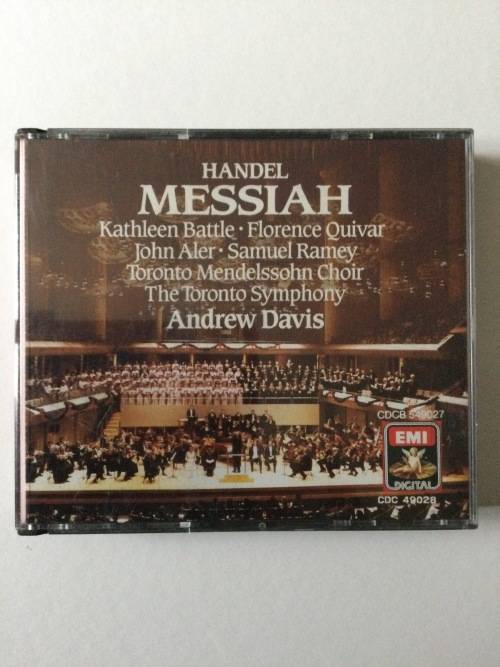 HANDEL
MESSIAH
Kathleen Battle · Florence Quivar
John Aler · Samuel Ramey
Toronto Mendelssohn Choir
The Toronto Symphony
Andrew Davis
CDCB 549027
EMI
DIGITAL
CDC 49028